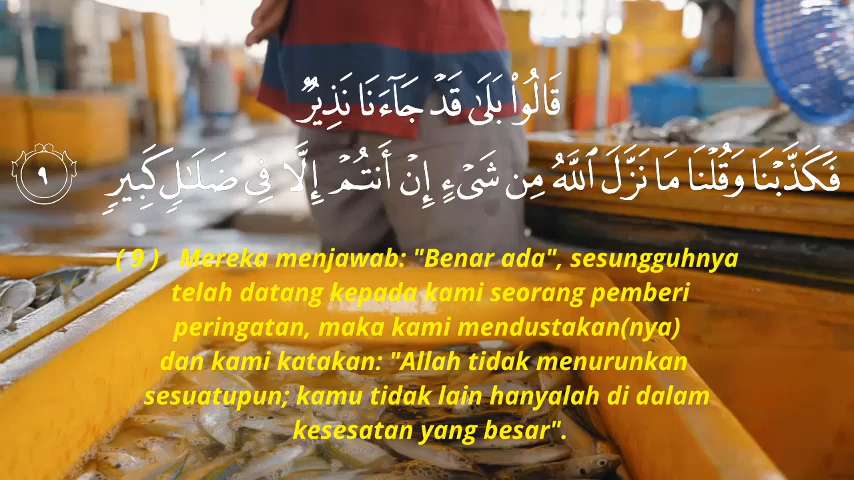 قَالُوا۟ بَلَىٰ قَدْ جَآءَنَا نَذِيرٌ
فَكَذَّبْنَا وَقُلْنَا مَا نَزَّلَ ٱللَّهُ مِن شَىْءٍ إِنْ أَنتُمْ إِلَّا فِى ضَلَـٰلٍ كَبِيرٍ ٩
( 9 ) Mereka menjawab: "Benar ada", sesungguhnya
telah datang kepada kami seorang pemberi
peringatan, maka kami mendustakan(nya)
dan kami katakan: "Allah tidak menurunkan
sesuatupun; kamu tidak lain hanyalah di dalam
kesesatan yang besar".